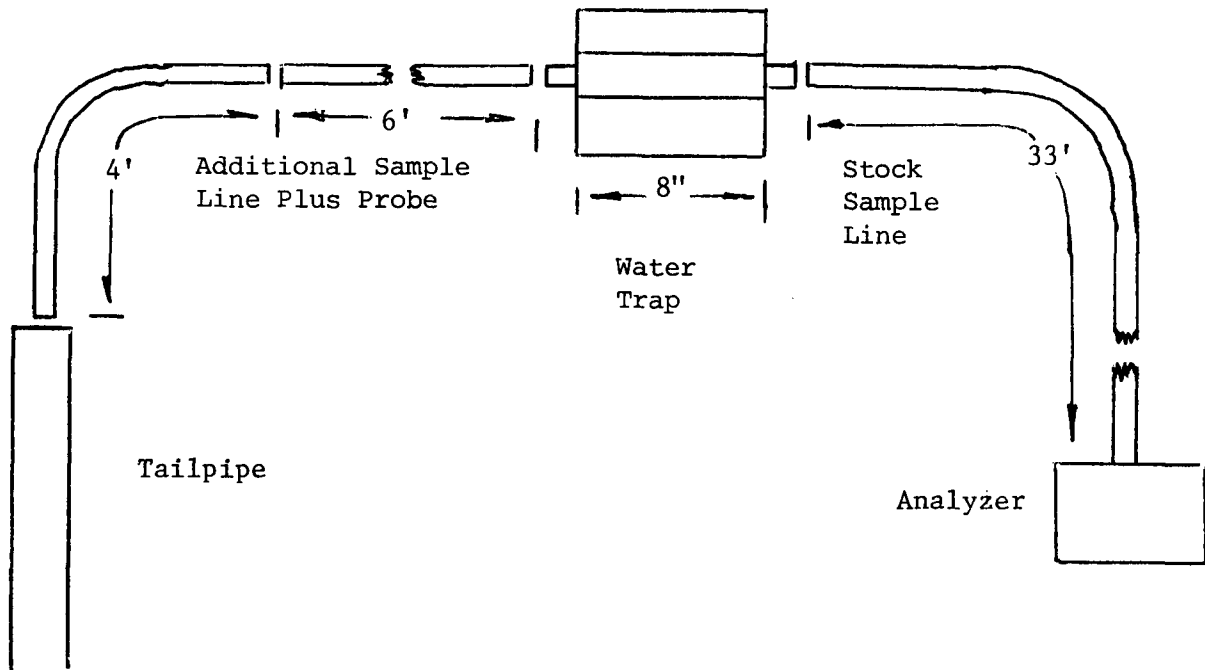 6'
4'
Additional Sample
Line Plus Probe
8"
33'
Stock
Sample
Line
Water
Trap
Tailpipe
Analyzer